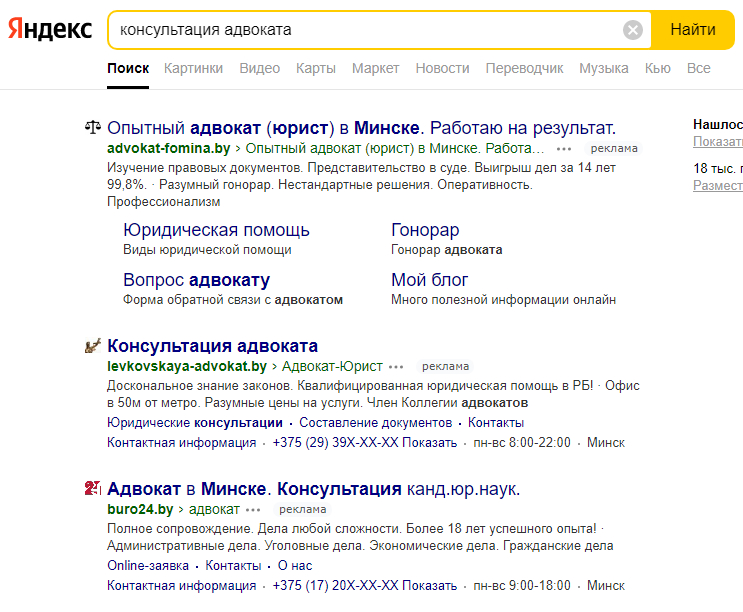 Яндекс
консультация адвоката
Найти
Поиск Картинки Видео Карты Маркет Новости Переводчик Музыка Кью Все
Опытный адвокат (юрист) в Минске. Работаю на результат.
advokat-fomina.by › Опытный адвокат (юрист) в Минске. Работа... ••• реклама
Изучение правовых документов. Представительство в суде. Выигрыш дел за 14 лет
99,8%. · Разумный гонорар. Нестандартные решения. Оперативность.
Профессионализм
Юридическая помощь
Виды юридической помощи
Гонорар
Гонорар адвоката
Вопрос адвокату
Форма обратной связи с адвокатом
Мой блог
Много полезной информации онлайн
Консультация адвоката
levkovskaya-advokat.by › Адвокат-Юрист ••• реклама
Доскональное знание законов. Квалифицированная юридическая помощь в РБ! · Офис
в 50м от метро. Разумные цены на услуги. Член Коллегии адвокатов
Юридические консультации · Составление документов · Контакты
Контактная информация · +375 (29) 39X-XX-XX Показать · пн-вс 8:00-22:00 · Минск
Адвокат в Минске. Консультация канд.юр.наук.
buro24.by › адвокат ••• реклама
Полное сопровождение. Дела любой сложности. Более 18 лет успешного опыта! ·
Административные дела. Уголовные дела. Экономические дела. Гражданские дела
Online-заявка · Контакты · О нас
Контактная информация · +375 (17) 20X-XX-XX Показать · пн-вс 9:00-18:00 · Минск
Нашлос
Показат
18 тыс.
Размест